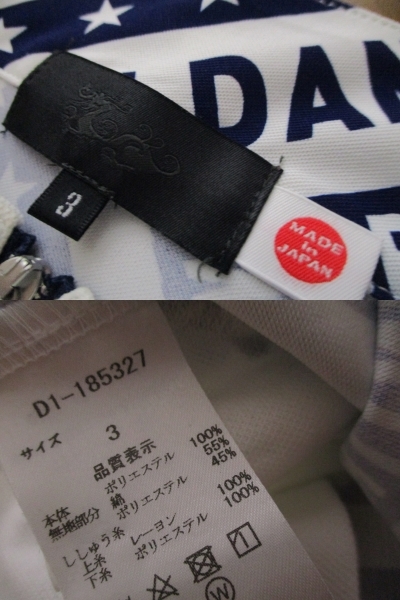 DAN
3
MADE
in
JAPAN
D1-185327
サイズ 3
品質表示
本体 ポリエステル 100%
無地部分 綿 55%
ポリエステル 45%
ししゅう糸
上糸 レーヨン 100%
下糸 ポリエステル 100%
W